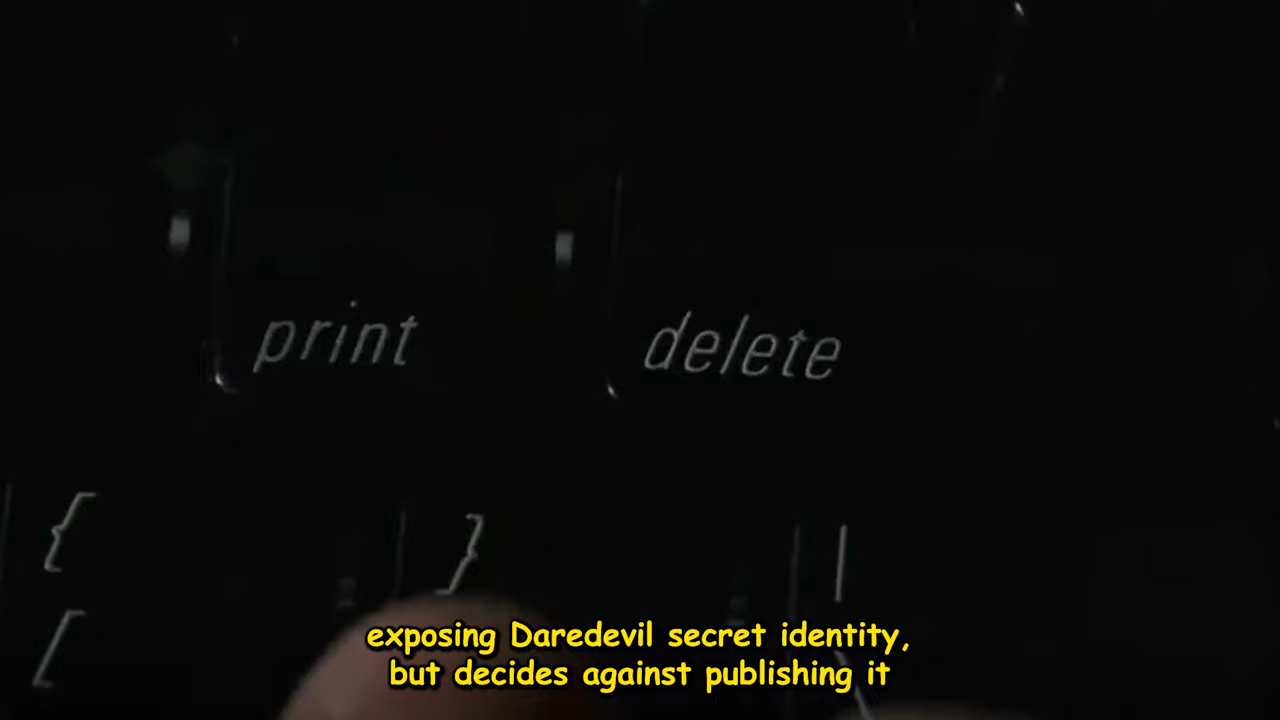 print delete
{ } |
[ \
exposing Daredevil secret identity,
but decides against publishing it